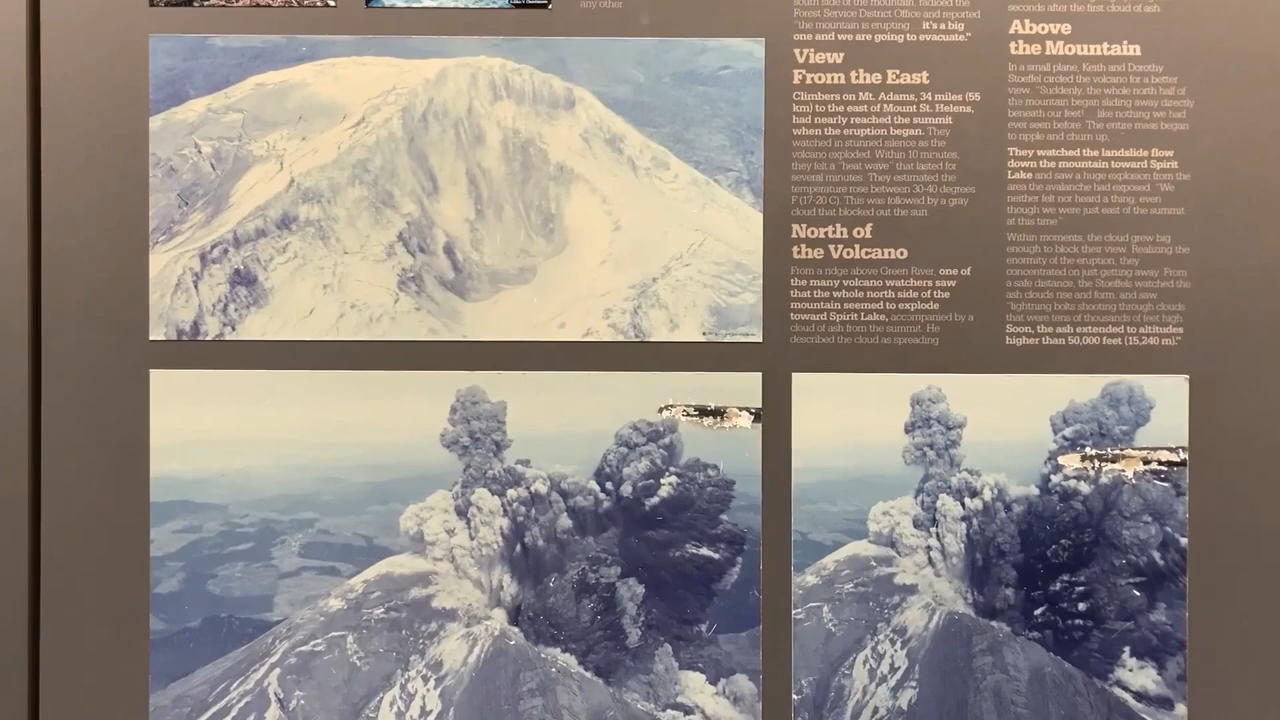 any other.
south side of the mountain, radioed the
Forest Service District Office and reported
"the mountain is erupting ... it's a big
one and we are going to evacuate."
View
From the East
Climbers on Mt. Adams, 34 miles (55
km) to the east of Mount St. Helens,
had nearly reached the summit
when the eruption began. They
watched in stunned silence as the
volcano exploded. Within 10 minutes,
they felt a "heat wave" that lasted for
several minutes. They estimated the
temperature rose between 30-40 degrees
F (17-20 C). This was followed by a gray
cloud that blocked out the sun.
North of
the Volcano
From a ridge above Green River, one of
the many volcano watchers saw
that the whole north side of the
mountain seemed to explode
toward Spirit Lake, accompanied by a
cloud of ash from the summit. He
described the cloud as spreading
seconds after the first cloud of ash.
Above
the Mountain
In a small plane, Keith and Dorothy
Stoeffel circled the volcano for a better
view. "Suddenly, the whole north half of
the mountain began sliding away directly
beneath our feet! ... like nothing we had
ever seen before. The entire mass began
to ripple and churn up, ..."
They watched the landslide flow
down the mountain toward Spirit
Lake and saw a huge explosion from the
area the avalanche had exposed. "We
neither felt nor heard a thing, even
though we were just east of the summit
at this time."
Within moments, the cloud grew big
enough to block their view. Realizing the
enormity of the eruption, they
concentrated on just getting away. From
a safe distance, the Stoeffels watched the
ash clouds rise and form, and saw
"lightning bolts shooting through clouds
that were tens of thousands of feet high.
Soon, the ash extended to altitudes
higher than 50,000 feet (15,240 m)."